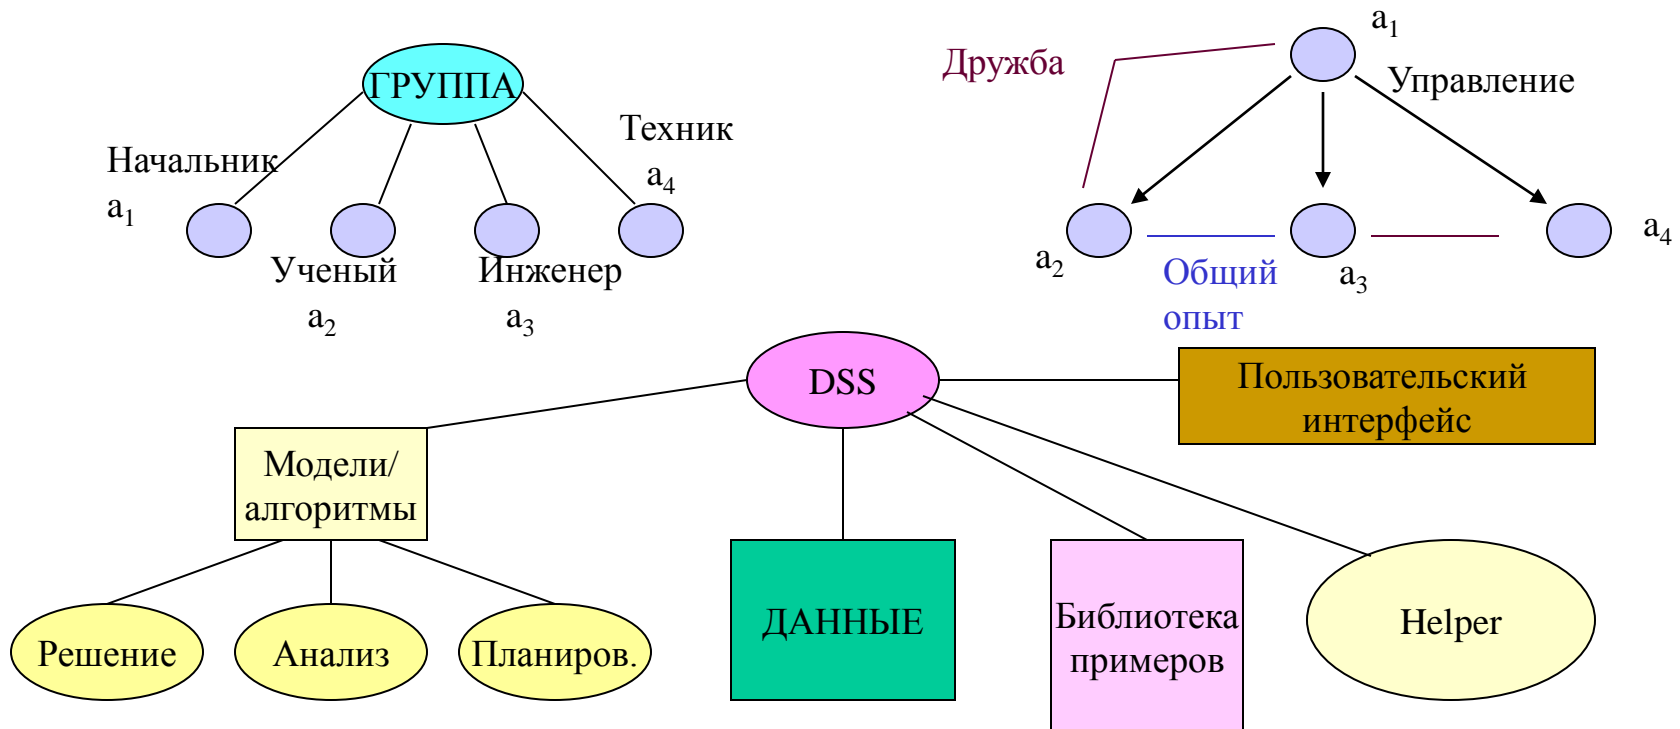 ГРУППА
Начальник
a1
Ученый
a2
Инженер
a3
Техник
a4
Дружба
a1
Управление
a2
Общий
опыт
a3
a4
DSS
Пользовательский
интерфейс
Модели/
алгоритмы
Решение
Анализ
Планиров.
ДАННЫЕ
Библиотека
примеров
Helper